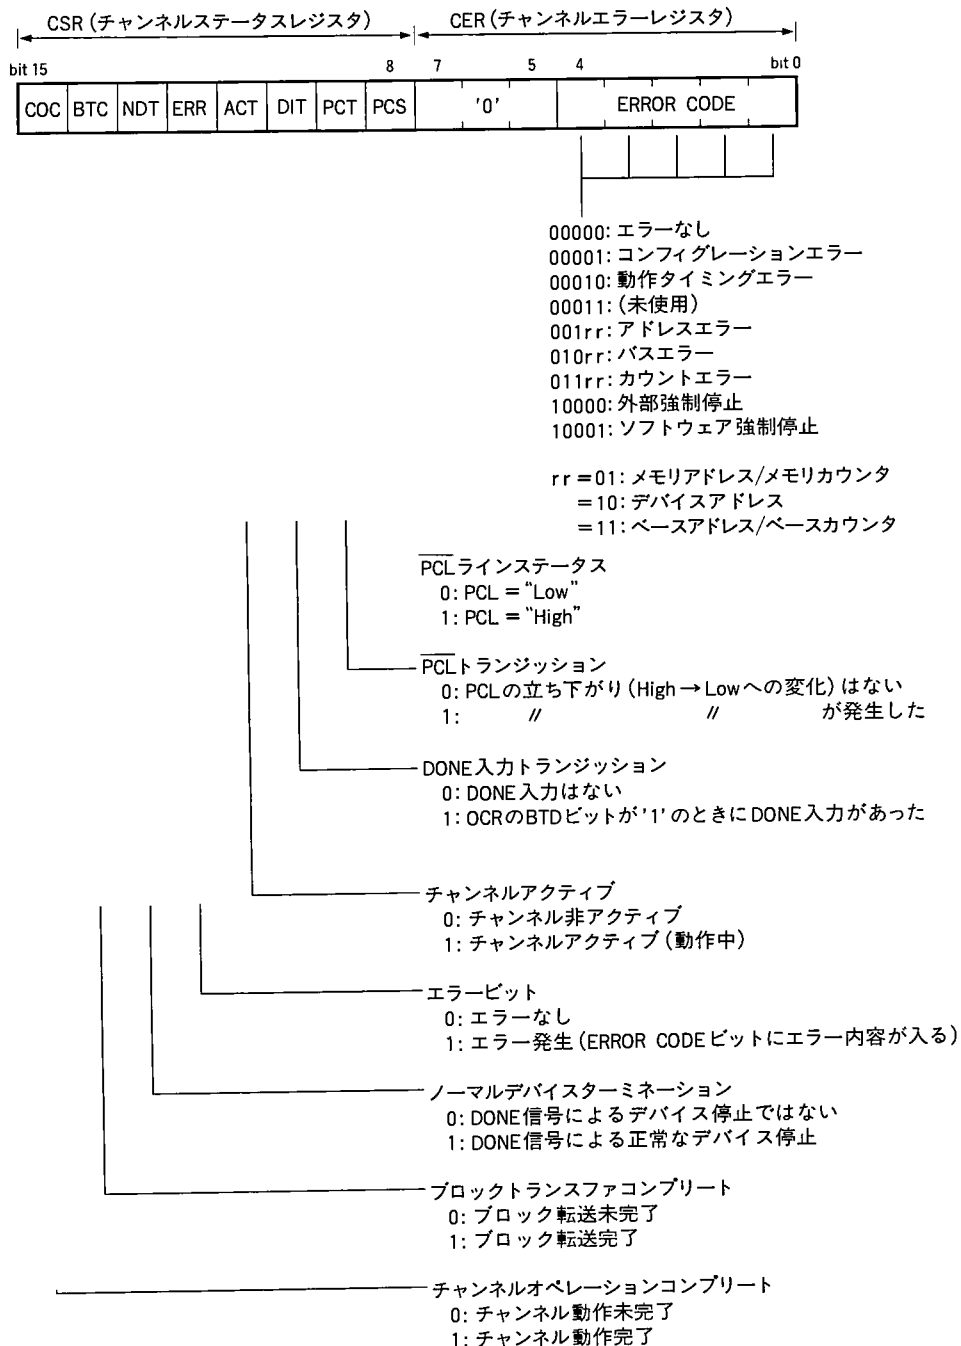 CSR(チャンネルステータスレジスタ) CER(チャンネルエラーレジスタ)
bit 15 8 7 5 4 bit 0
COC BTC NDT ERR ACT DIT PCT PCS '0' ERROR CODE
00000: エラーなし
00001: コンフィグレーションエラー
00010: 動作タイミングエラー
00011: (未使用)
001rr: アドレスエラー
010rr: バスエラー
011rr: カウントエラー
10000: 外部強制停止
10001: ソフトウェア強制停止
rr=01: メモリアドレス/メモリカウンタ
=10: デバイスアドレス
=11: ベースアドレス/ベースカウンタ
PCLラインステータス
0: PCL="Low"
1: PCL="High"
PCLトランジッション
0: PCLの立ち下がり(High→Lowへの変化)はない
1: 〃 〃 が発生した
DONE入力トランジッション
0: DONE入力はない
1: OCRのBTDビットが'1'のときにDONE入力があった
チャンネルアクティブ
0: チャンネル非アクティブ
1: チャンネルアクティブ(動作中)
エラービット
0: エラーなし
1: エラー発生(ERROR CODEビットにエラー内容が入る)
ノーマルデバイスターミネーション
0: DONE信号によるデバイス停止ではない
1: DONE信号による正常なデバイス停止
ブロックトランスファコンプリート
0: ブロック転送未完了
1: ブロック転送完了
チャンネルオペレーションコンプリート
0: チャンネル動作未完了
1: チャンネル動作完了